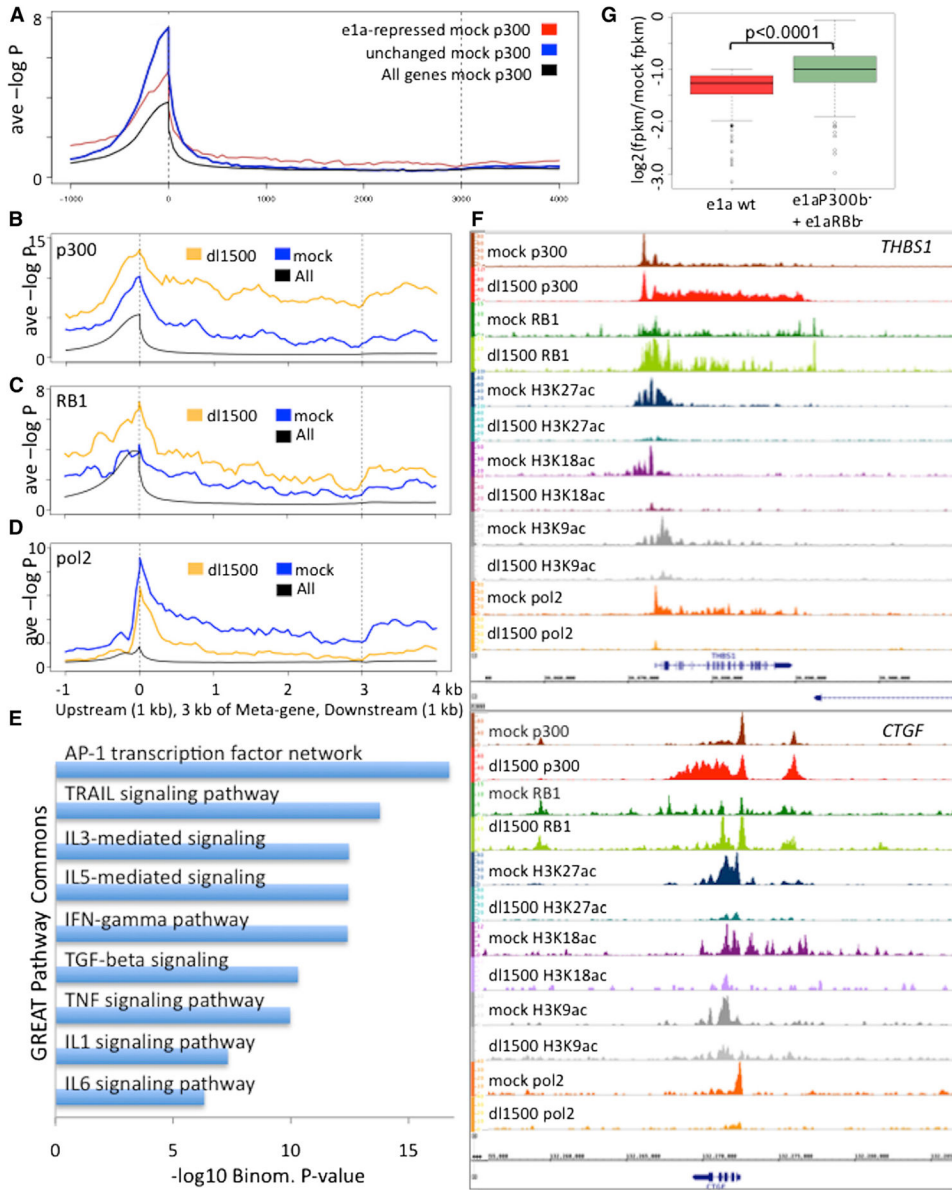 A
8
ave −log P
0
e1a-repressed mock p300
unchanged mock p300
All genes mock p300
-1000
0
1000
2000
3000
4000
B
15
ave −log P
0
p300
dl1500
mock
All
C
8
ave −log P
0
RB1
dl1500
mock
All
D
10
ave −log P
0
pol2
dl1500
mock
All
-1
0
1
2
3
4 kb
Upstream (1 kb), 3 kb of Meta-gene, Downstream (1 kb)
E
GREAT Pathway Commons
AP-1 transcription factor network
TRAIL signaling pathway
IL3-mediated signaling
IL5-mediated signaling
IFN-gamma pathway
TGF-beta signaling
TNF signaling pathway
IL1 signaling pathway
IL6 signaling pathway
0
5
10
15
-log10 Binom. P-value
G
log2(fpkm/mock fpkm)
0
-1.0
-2.0
-3.0
p<0.0001
e1a wt
e1aP300b-
+ e1aRBb-
F
THBS1
mock p300
dl1500 p300
mock RB1
dl1500 RB1
mock H3K27ac
dl1500 H3K27ac
mock H3K18ac
dl1500 H3K18ac
mock H3K9ac
dl1500 H3K9ac
mock pol2
dl1500 pol2
THBS1
CTGF
mock p300
dl1500 p300
mock RB1
dl1500 RB1
mock H3K27ac
dl1500 H3K27ac
mock H3K18ac
dl1500 H3K18ac
mock H3K9ac
dl1500 H3K9ac
mock pol2
dl1500 pol2
CTGF